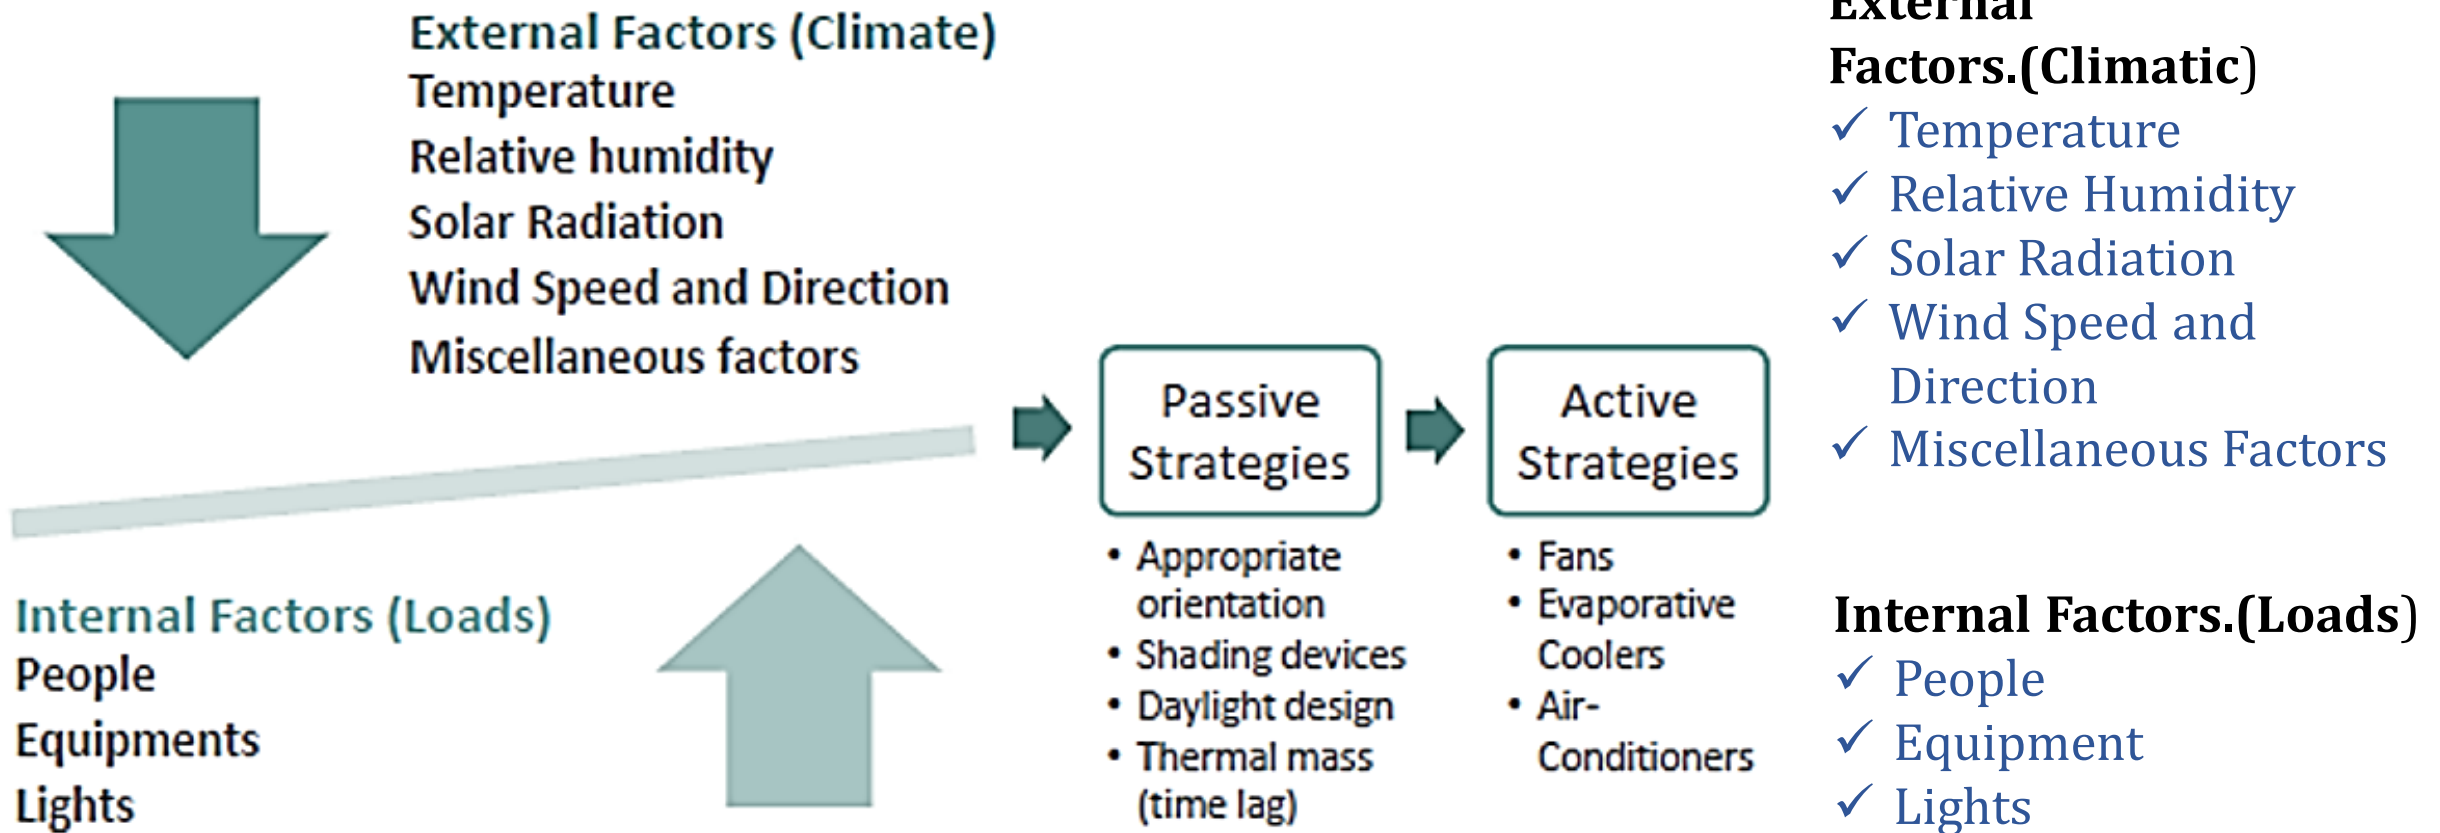 External Factors (Climate)
Temperature
Relative humidity
Solar Radiation
Wind Speed and Direction
Miscellaneous factors
Internal Factors (Loads)
People
Equipments
Lights
Passive
Strategies
• Appropriate
orientation
• Shading devices
• Daylight design
• Thermal mass
(time lag)
Active
Strategies
• Fans
• Evaporative
Coolers
• Air-
Conditioners
External
Factors.(Climatic)
✓ Temperature
✓ Relative Humidity
✓ Solar Radiation
✓ Wind Speed and
Direction
✓ Miscellaneous Factors
Internal Factors.(Loads)
✓ People
✓ Equipment
✓ Lights